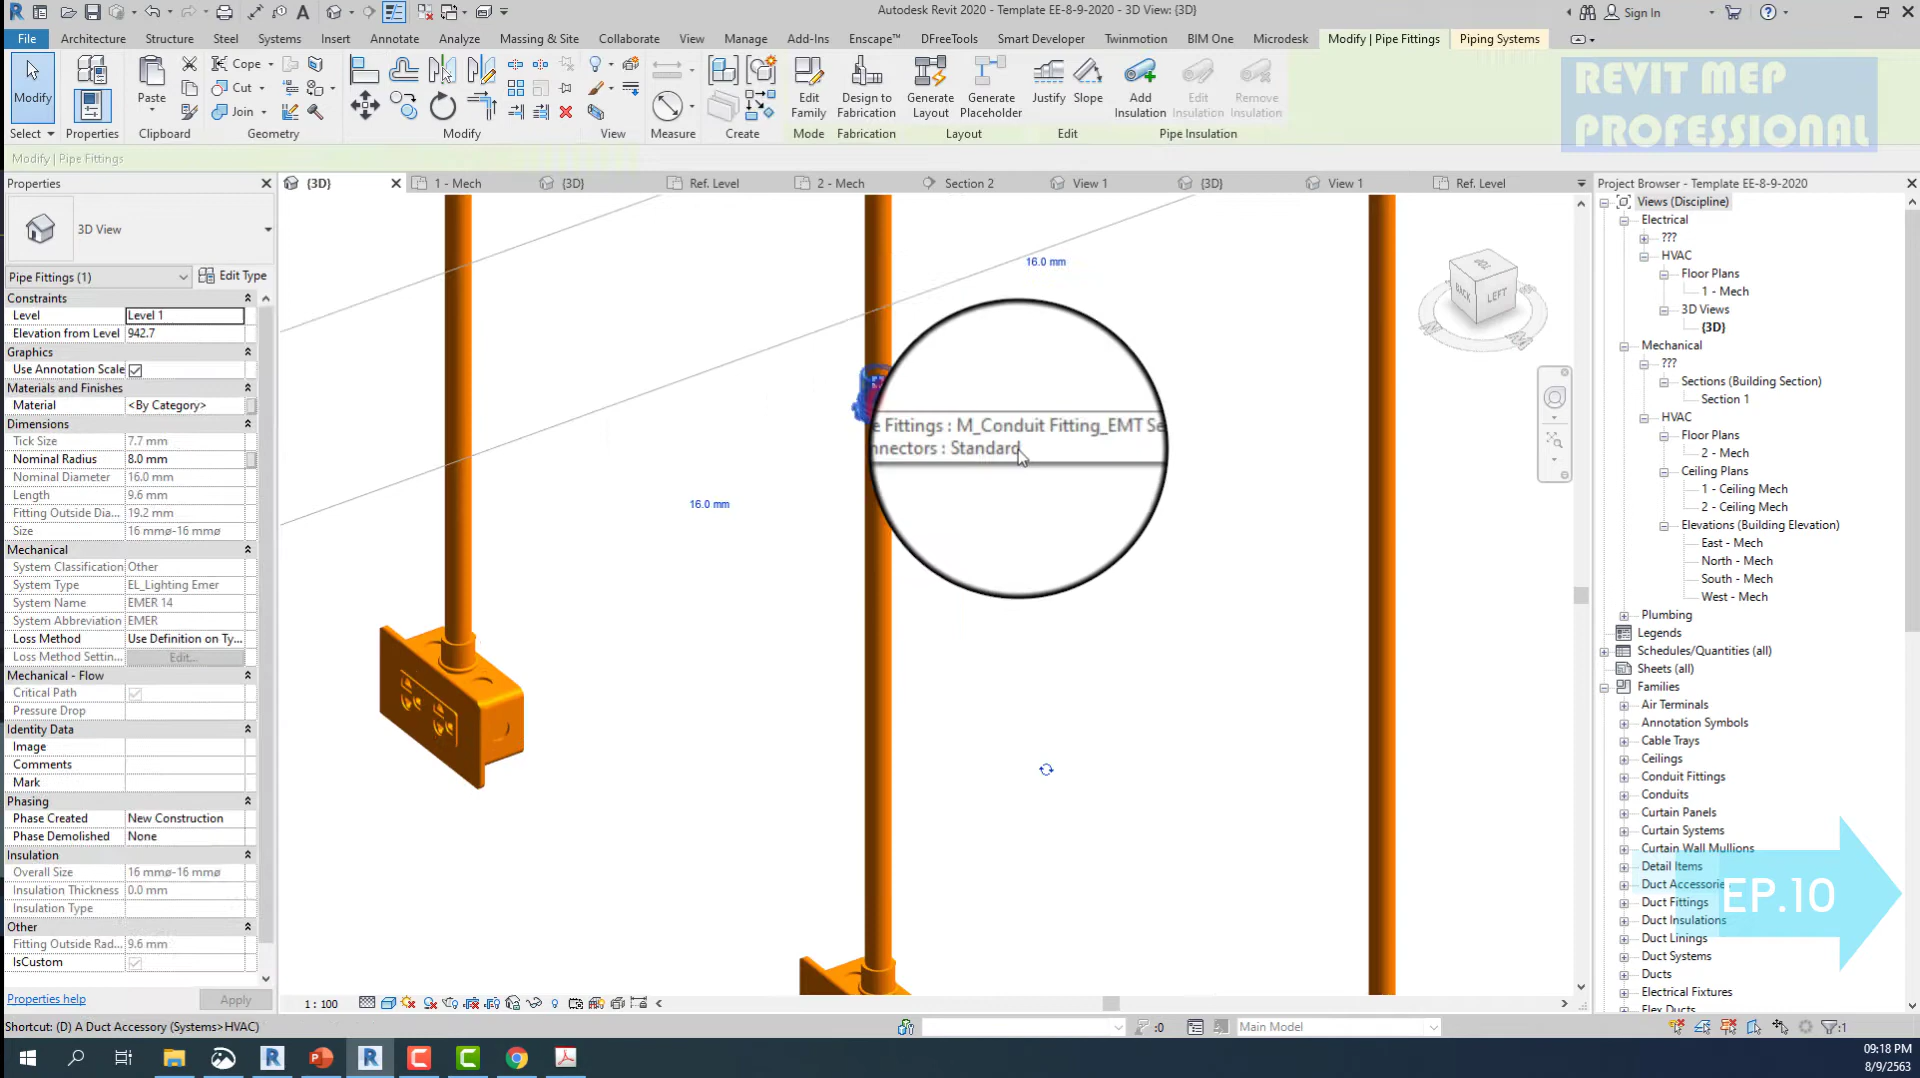 Autodesk Revit 2020 - Template EE-8-9-2020 - 3D View: {3D}
Sign In
File Architecture Structure Steel Systems Insert Annotate Analyze Massing & Site Collaborate View Manage Add-Ins Enscape™ DFreeTools Smart Developer Twinmotion BIM One Microdesk Modify | Pipe Fittings Piping Systems
Modify
Paste
Cope
Cut
Join
Edit Family
Design to Fabrication
Generate Layout
Generate Placeholder
Justify
Slope
Add Insulation
Edit Insulation
Remove Insulation
Select Properties Clipboard Geometry Modify View Measure Create Mode Fabrication Layout Edit Pipe Insulation
REVIT MEP
PROFESSIONAL
Modify | Pipe Fittings
Properties
{3D} 1 - Mech {3D} Ref. Level 2 - Mech Section 2 View 1 {3D} View 1 Ref. Level
3D View
Pipe Fittings (1) Edit Type
Constraints
Level Level 1
Elevation from Level 942.7
Graphics
Use Annotation Scale
Materials and Finishes
Material <By Category>
Dimensions
Tick Size 7.7 mm
Nominal Radius 8.0 mm
Nominal Diameter 16.0 mm
Length 9.6 mm
Fitting Outside Dia... 19.2 mm
Size 16 mmø-16 mmø
Mechanical
System Classification Other
System Type EL_Lighting Emer
System Name EMER 14
System Abbreviation EMER
Loss Method Use Definition on Ty...
Loss Method Settin... Edit...
Mechanical - Flow
Critical Path
Pressure Drop
Identity Data
Image
Comments
Mark
Phasing
Phase Created New Construction
Phase Demolished None
Insulation
Overall Size 16 mmø-16 mmø
Insulation Thickness 0.0 mm
Insulation Type
Other
Fitting Outside Rad... 9.6 mm
IsCustom
Properties help Apply
16.0 mm
e Fittings : M_Conduit Fitting_EMT Se
nnectors : Standard
16.0 mm
TOP
BACK
LEFT
Project Browser - Template EE-8-9-2020
Views (Discipline)
Electrical
???
HVAC
Floor Plans
1 - Mech
3D Views
{3D}
Mechanical
???
Sections (Building Section)
Section 1
HVAC
Floor Plans
2 - Mech
Ceiling Plans
1 - Ceiling Mech
2 - Ceiling Mech
Elevations (Building Elevation)
East - Mech
North - Mech
South - Mech
West - Mech
Plumbing
Legends
Schedules/Quantities (all)
Sheets (all)
Families
Air Terminals
Annotation Symbols
Cable Trays
Ceilings
Conduit Fittings
Conduits
Curtain Panels
Curtain Systems
Curtain Wall Mullions
Detail Items
Duct Accessorie
Duct Fittings
Duct Insulations
Duct Linings
Duct Systems
Ducts
Electrical Fixtures
Flex Ducts
EP.10
1 : 100
Shortcut: (D) A Duct Accessory (Systems>HVAC)
:0
Main Model
:1
09:18 PM
8/9/2563